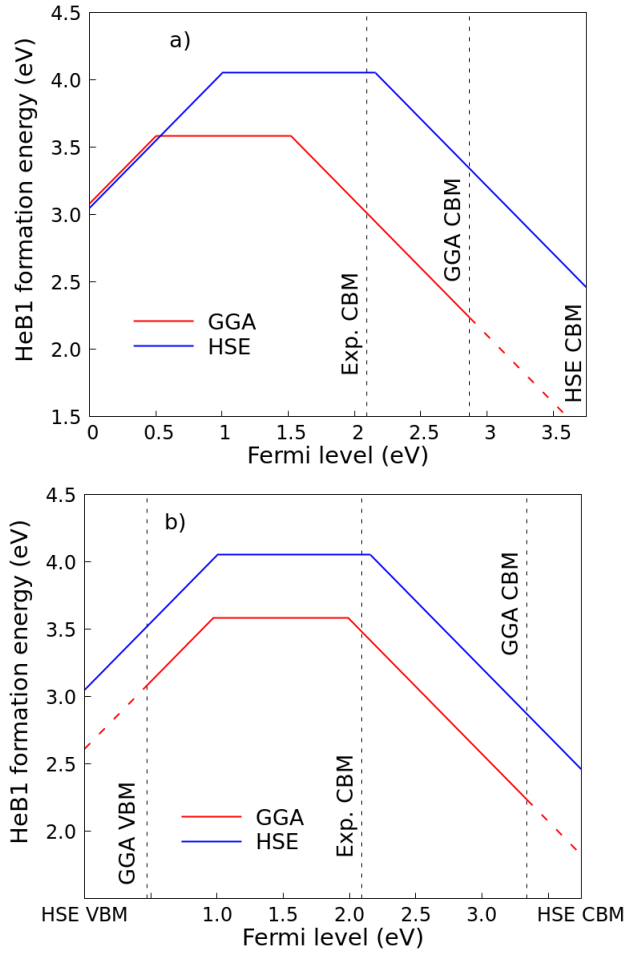 4.5
a)
4.0
3.5
3.0
2.5
2.0
1.5
HeB1 formation energy (eV)
GGA
HSE
Exp. CBM
GGA CBM
HSE CBM
0
0.5
1
1.5
2
2.5
3
3.5
Fermi level (eV)
4.5
b)
4.0
3.5
3.0
2.5
2.0
HeB1 formation energy (eV)
GGA VBM
GGA
HSE
Exp. CBM
GGA CBM
HSE VBM
1.0
2.0
3.0
HSE CBM
Fermi level (eV)